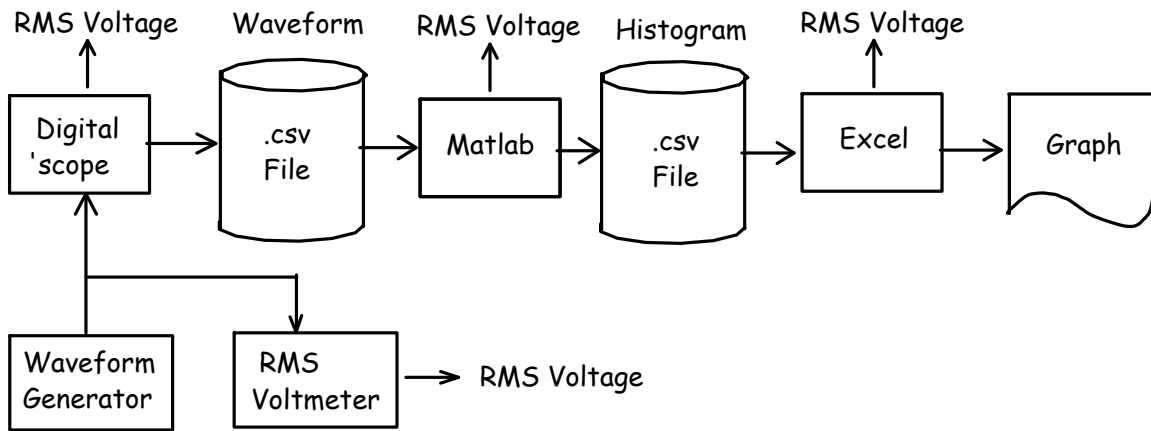 RMS Voltage
Waveform
RMS Voltage
Histogram
RMS Voltage
Digital
'scope
.csv
File
Matlab
.csv
File
Excel
Graph
Waveform
Generator
RMS
Voltmeter
RMS Voltage